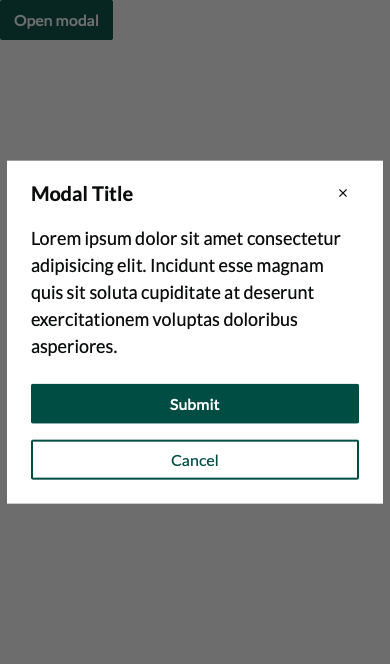 Open modal
Modal Title
×
Lorem ipsum dolor sit amet consectetur
adipisicing elit. Incidunt esse magnam
quis sit soluta cupiditate at deserunt
exercitationem voluptas doloribus
asperiores.
Submit
Cancel